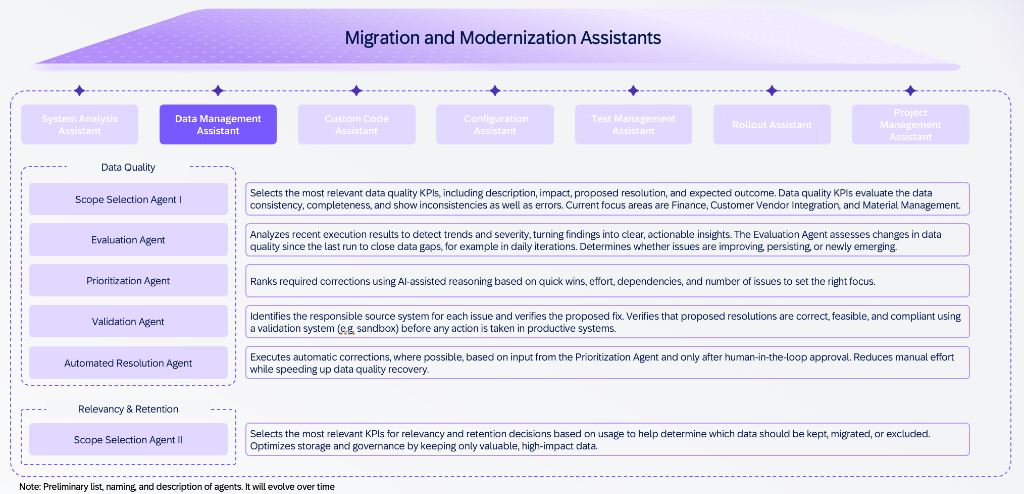 Migration and Modernization Assistants
System Analysis
Assistant
Data Management
Assistant
Custom Code
Assistant
Configuration
Assistant
Test Management
Assistant
Rollout Assistant
Project
Management
Assistant
Data Quality
Scope Selection Agent I
Selects the most relevant data quality KPIs, including description, impact, proposed resolution, and expected outcome. Data quality KPIs evaluate the data
consistency, completeness, and show inconsistencies as well as errors. Current focus areas are Finance, Customer Vendor Integration, and Material Management.
Evaluation Agent
Analyzes recent execution results to detect trends and severity, turning findings into clear, actionable insights. The Evaluation Agent assesses changes in data
quality since the last run to close data gaps, for example in daily iterations. Determines whether issues are improving, persisting, or newly emerging.
Prioritization Agent
Ranks required corrections using AI-assisted reasoning based on quick wins, effort, dependencies, and number of issues to set the right focus.
Validation Agent
Identifies the responsible source system for each issue and verifies the proposed fix. Verifies that proposed resolutions are correct, feasible, and compliant using
a validation system (e.g. sandbox) before any action is taken in productive systems.
Automated Resolution Agent
Executes automatic corrections, where possible, based on input from the Prioritization Agent and only after human-in-the-loop approval. Reduces manual effort
while speeding up data quality recovery.
Relevancy & Retention
Scope Selection Agent II
Selects the most relevant KPIs for relevancy and retention decisions based on usage to help determine which data should be kept, migrated, or excluded.
Optimizes storage and governance by keeping only valuable, high-impact data.
Note: Preliminary list, naming, and description of agents. It will evolve over time